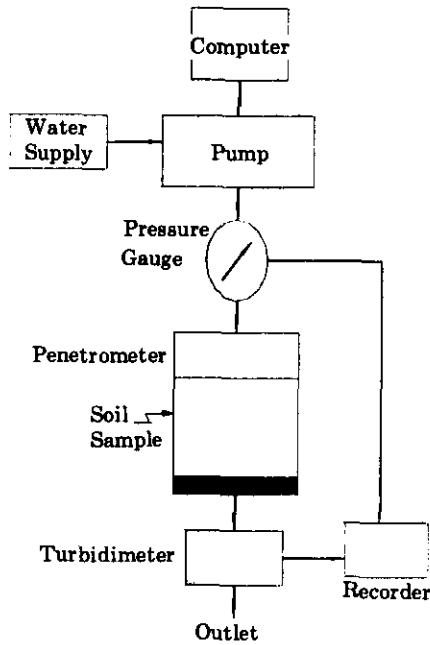 Computer
Water
Supply
Pump
Pressure
Gauge
Penetrometer
Soil
Sample
Turbidimeter
Recorder
Outlet